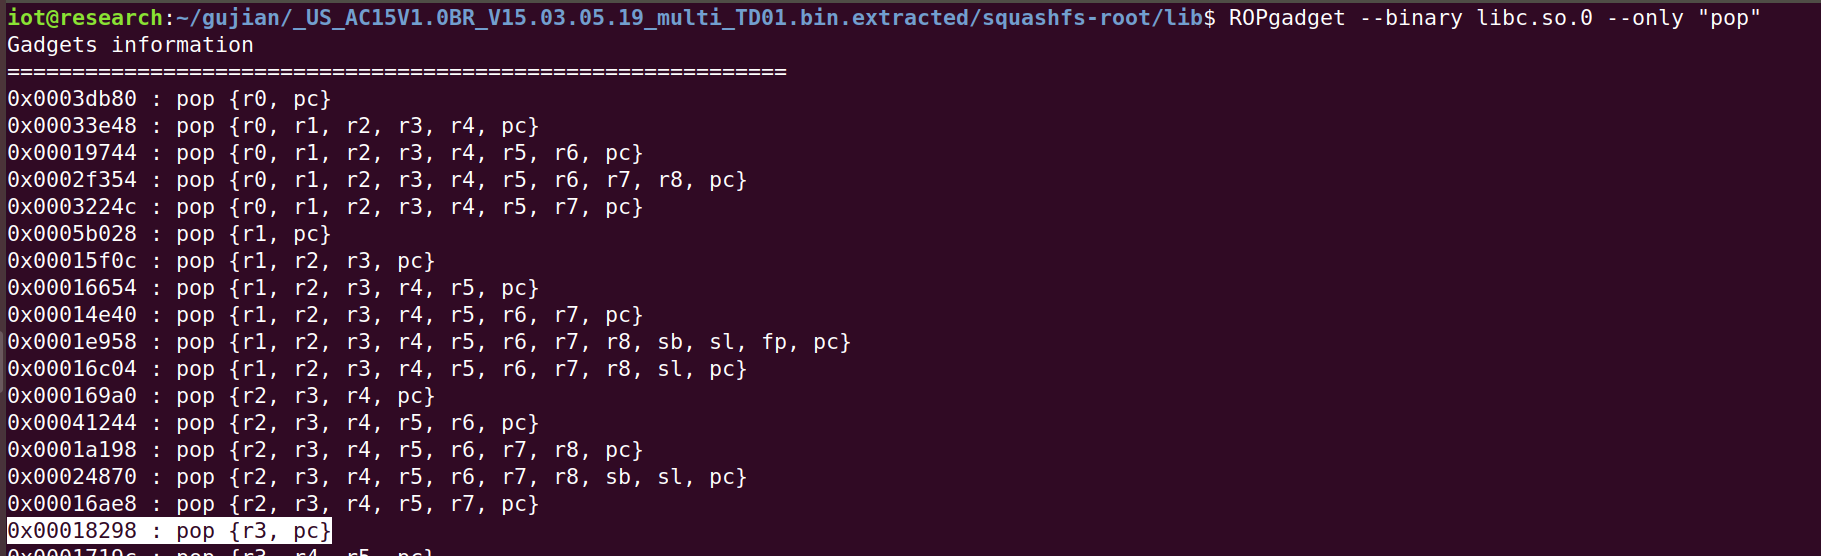 iot@research:~/gujian/_US_AC15V1.0BR_V15.03.05.19_multi_TD01.bin.extracted/squashfs-root/lib$ ROPgadget --binary libc.so.0 --only "pop"
Gadgets information
============================================================
0x0003db80 : pop {r0, pc}
0x00033e48 : pop {r0, r1, r2, r3, r4, pc}
0x00019744 : pop {r0, r1, r2, r3, r4, r5, r6, pc}
0x0002f354 : pop {r0, r1, r2, r3, r4, r5, r6, r7, r8, pc}
0x0003224c : pop {r0, r1, r2, r3, r4, r5, r7, pc}
0x0005b028 : pop {r1, pc}
0x00015f0c : pop {r1, r2, r3, pc}
0x00016654 : pop {r1, r2, r3, r4, r5, pc}
0x00014e40 : pop {r1, r2, r3, r4, r5, r6, r7, pc}
0x0001e958 : pop {r1, r2, r3, r4, r5, r6, r7, r8, sb, sl, fp, pc}
0x00016c04 : pop {r1, r2, r3, r4, r5, r6, r7, r8, sl, pc}
0x000169a0 : pop {r2, r3, r4, pc}
0x00041244 : pop {r2, r3, r4, r5, r6, pc}
0x0001a198 : pop {r2, r3, r4, r5, r6, r7, r8, pc}
0x00024870 : pop {r2, r3, r4, r5, r6, r7, r8, sb, sl, pc}
0x00016ae8 : pop {r2, r3, r4, r5, r7, pc}
0x00018298 : pop {r3, pc}
0x0001719c : pop {r3, r4, r5, pc}